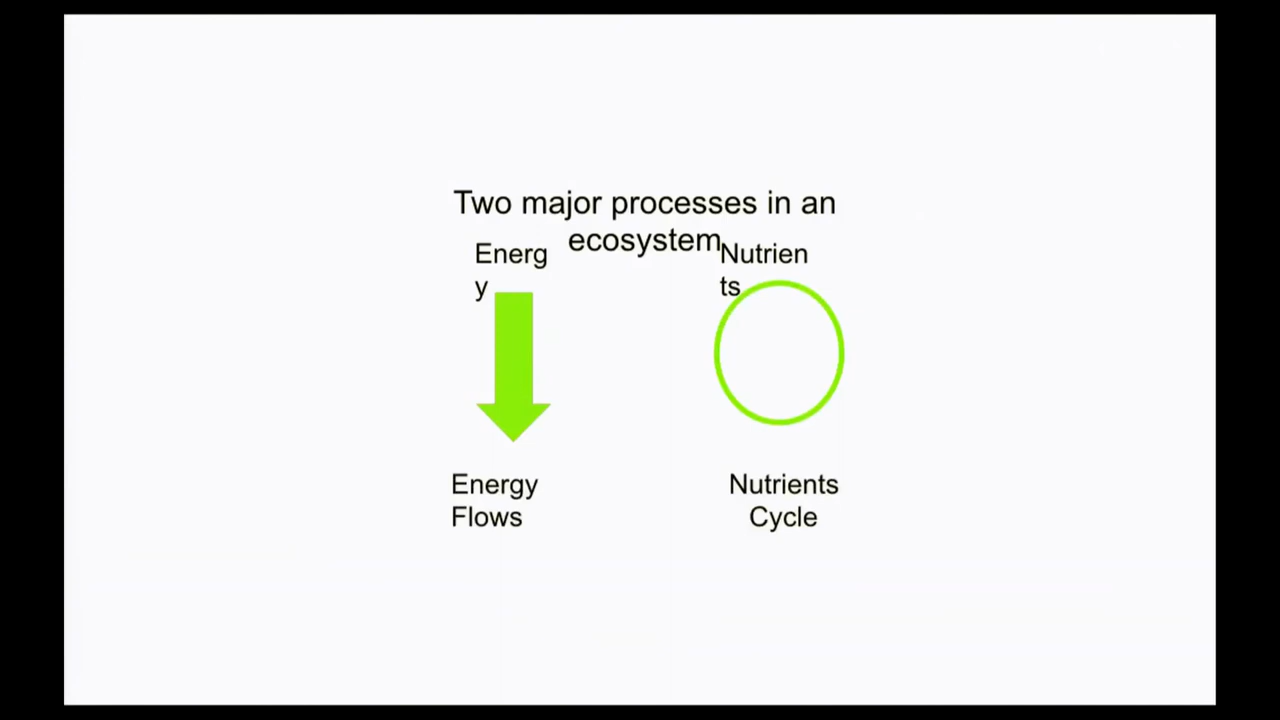 Two major processes in an
ecosystem
Energ
y
Nutrien
ts
Energy
Flows
Nutrients
Cycle